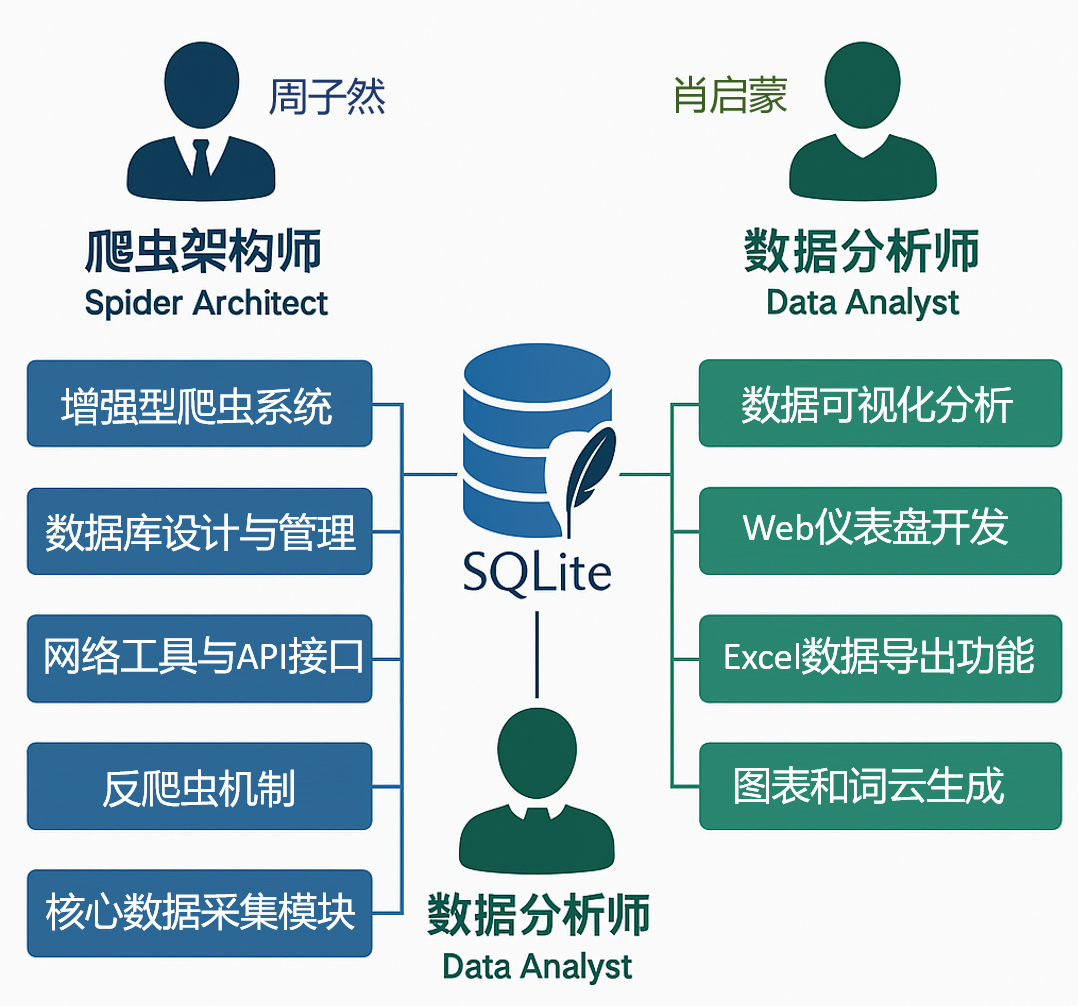 周子然
爬虫架构师
Spider Architect
肖启蒙
数据分析师
Data Analyst
增强型爬虫系统
数据库设计与管理
网络工具与API接口
反爬虫机制
核心数据采集模块
SQLite
数据分析师
Data Analyst
数据可视化分析
Web仪表盘开发
Excel数据导出功能
图表和词云生成